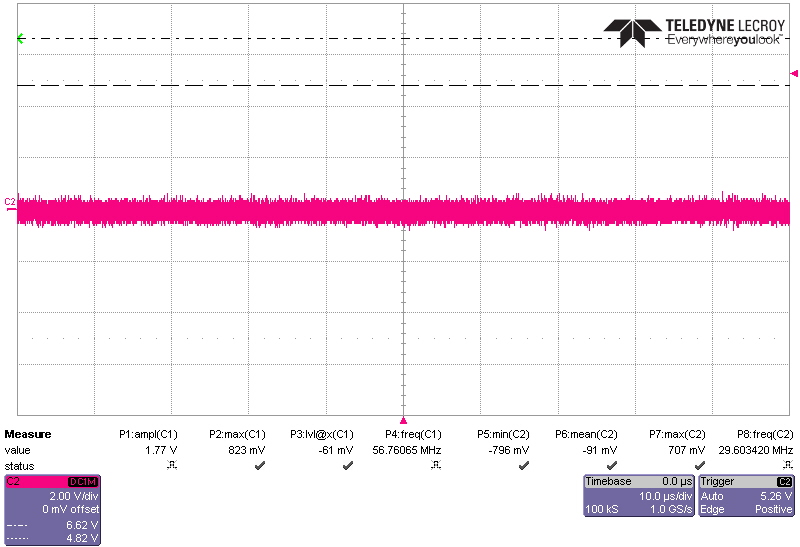 TELEDYNE LECROY
Everywhereyoulook™
C2
Measure P1:ampl(C1) P2:max(C1) P3:lvl@x(C1) P4:freq(C1) P5:min(C2) P6:mean(C2) P7:max(C2) P8:freq(C2)
value 1.77 V 823 mV -61 mV 56.76065 MHz -796 mV -91 mV 707 mV 29.603420 MHz
status
C2 DC1M
2.00 V/div
0 mV offset
6.62 V
4.82 V
Timebase 0.0 µs
10.0 µs/div
100 kS 1.0 GS/s
Trigger C2
Auto 5.26 V
Edge Positive